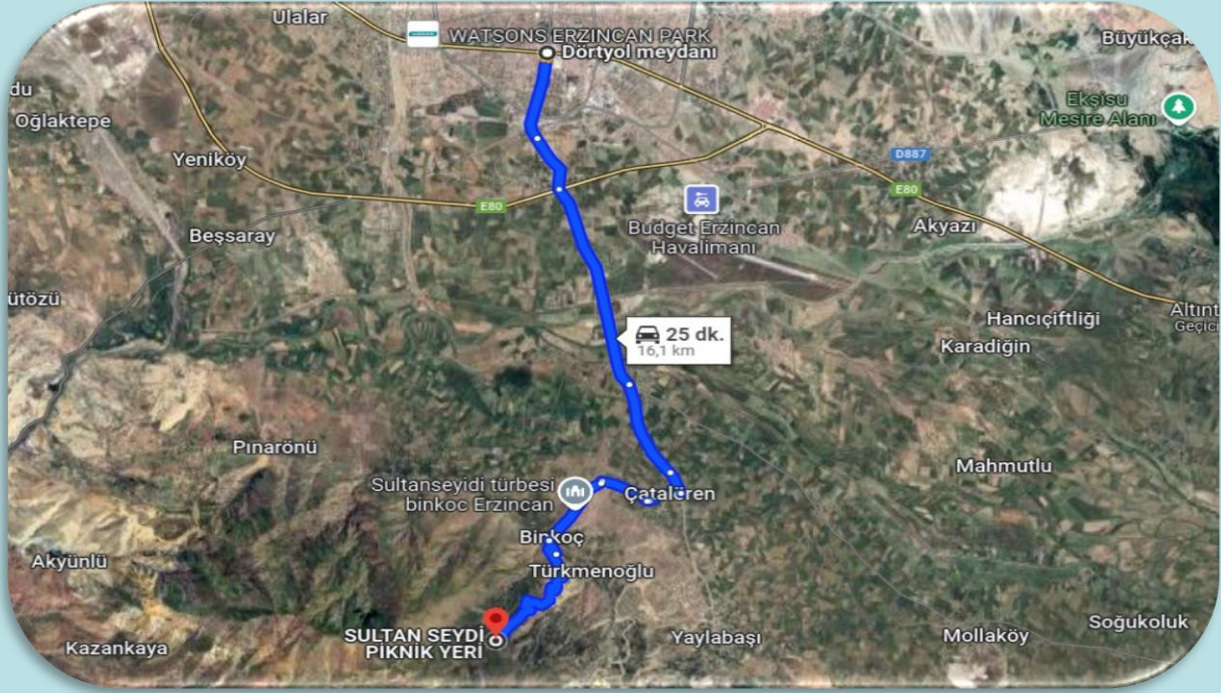 Ulalar
WATSONS ERZINCAN PARK
Dörtyol meydanı
Büyükçak
du
Oğlaktepe
Ekşisu
Mesire Alanı
Yeniköy
D887
E80
E80
Beşsaray
Budget Erzincan
Havalimanı
Akyazı
ütözü
Hancıçiftliği
Altınt
Geçici
25 dk.
16,1 km
Karadiğin
Pınarönü
Mahmutlu
Sultanseyidi türbesi
binkoc Erzincan
Çatalören
Binkoç
Akyünlü
Türkmenoğlu
SULTAN SEYDİ
PİKNİK YERİ
Kazankaya
Yaylabaşı
Mollaköy
Soğukoluk